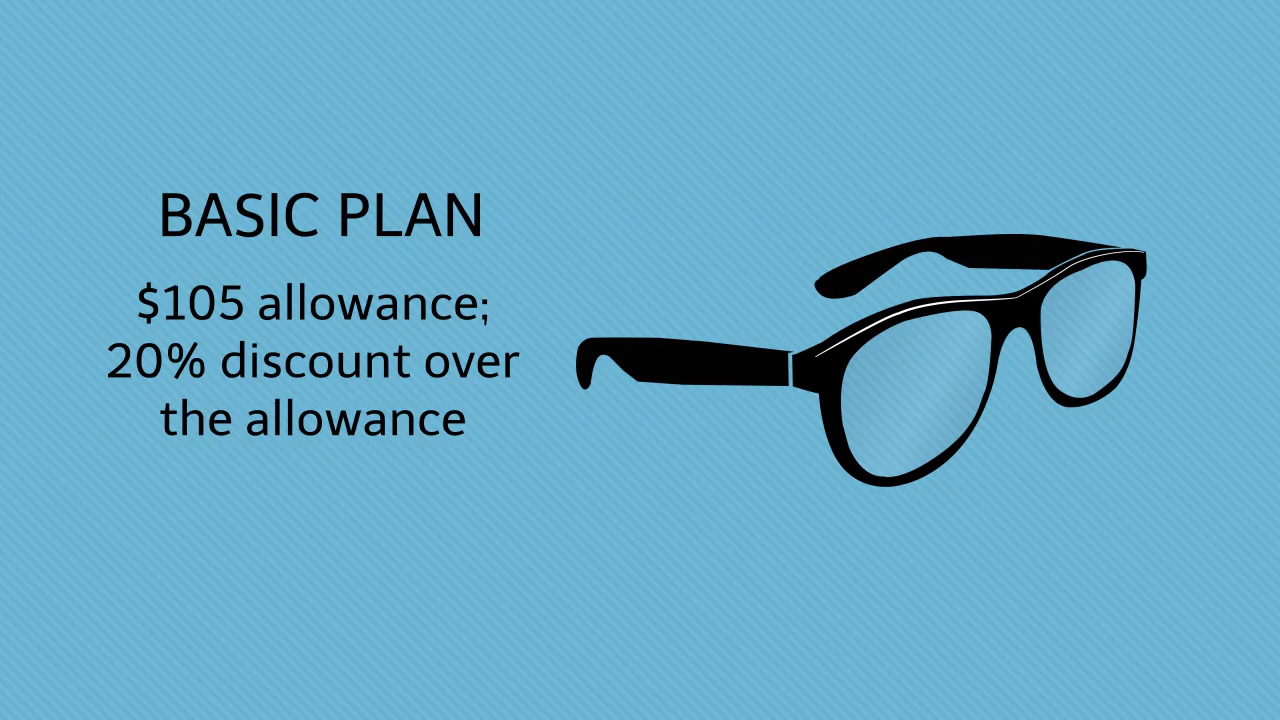 BASIC PLAN
$105 allowance;
20% discount over
the allowance